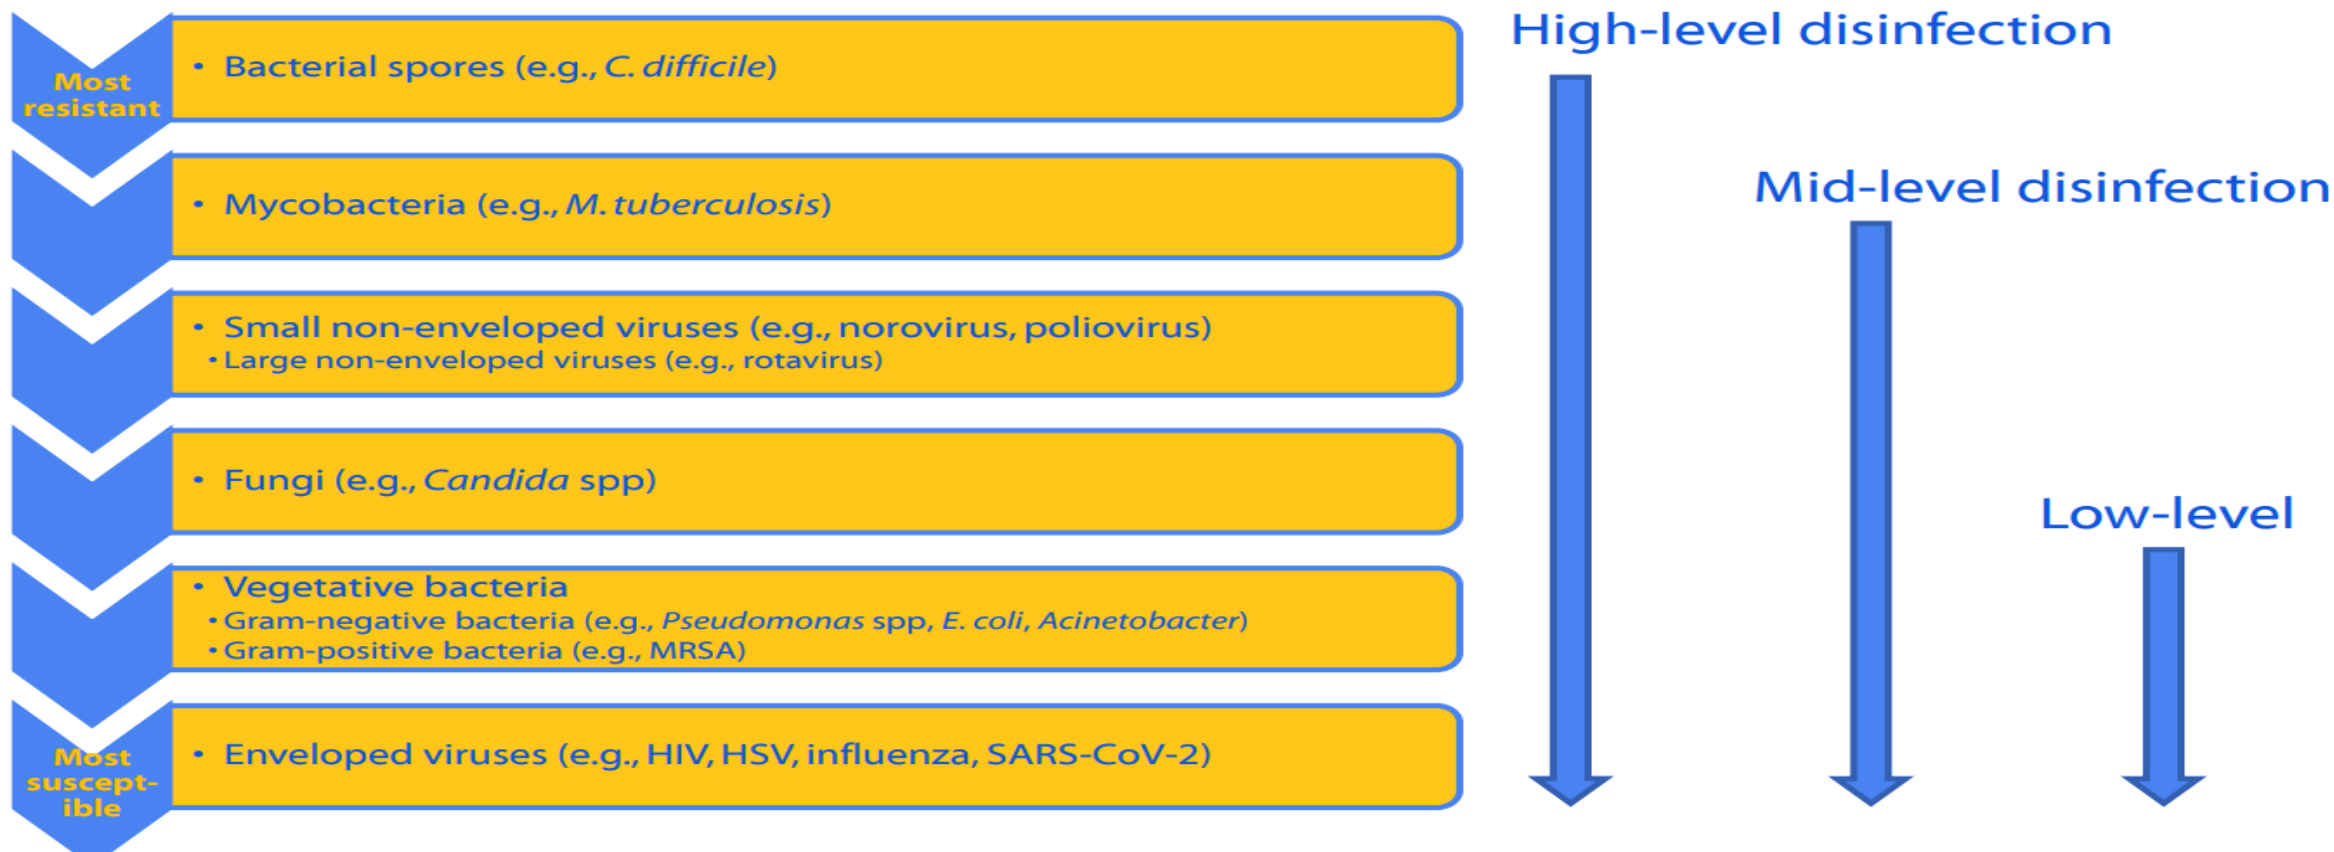 High-level disinfection
Most
resistant
• Bacterial spores (e.g., C. difficile)
Mid-level disinfection
• Mycobacteria (e.g., M. tuberculosis)
• Small non-enveloped viruses (e.g., norovirus, poliovirus)
• Large non-enveloped viruses (e.g., rotavirus)
• Fungi (e.g., Candida spp)
Low-level
• Vegetative bacteria
• Gram-negative bacteria (e.g., Pseudomonas spp, E. coli, Acinetobacter)
• Gram-positive bacteria (e.g., MRSA)
Most
suscept-
ible
• Enveloped viruses (e.g., HIV, HSV, influenza, SARS-CoV-2)